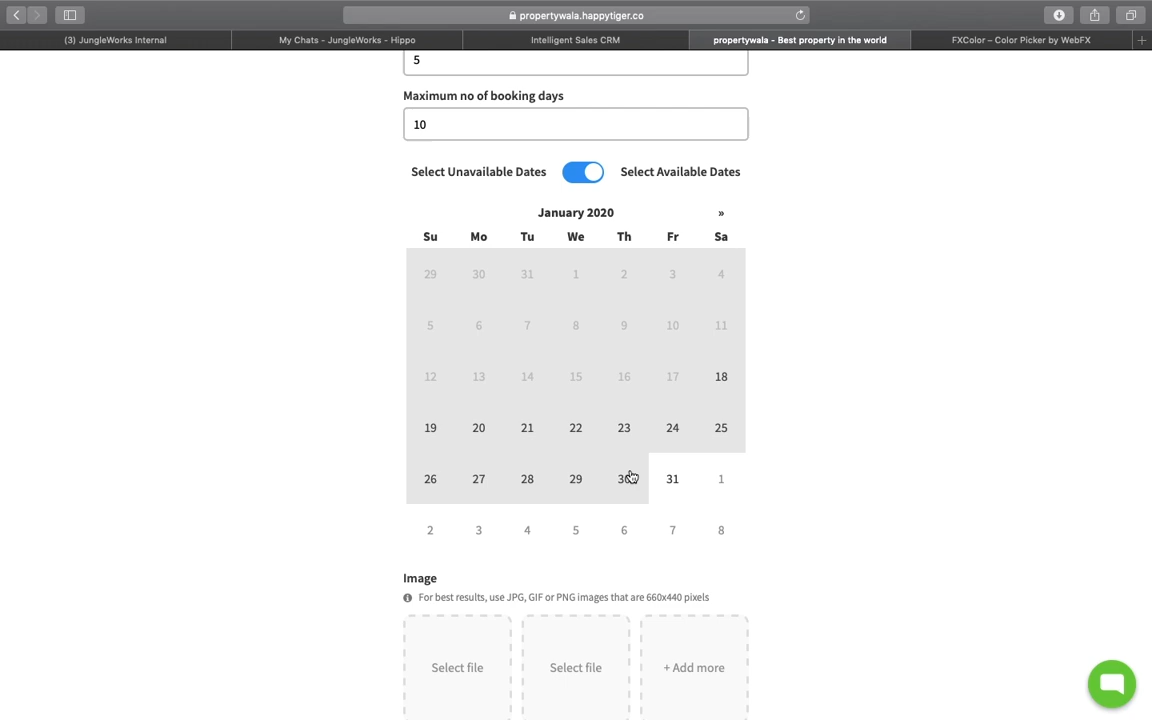 propertywala.happytiger.co
(3) JungleWorks Internal
My Chats - JungleWorks - Hippo
Intelligent Sales CRM
propertywala - Best property in the world
FXColor – Color Picker by WebFX
5
Maximum no of booking days
10
Select Unavailable Dates Select Available Dates
January 2020 »
Su Mo Tu We Th Fr Sa
29 30 31 1 2 3 4
5 6 7 8 9 10 11
12 13 14 15 16 17 18
19 20 21 22 23 24 25
26 27 28 29 30 31 1
2 3 4 5 6 7 8
Image
For best results, use JPG, GIF or PNG images that are 660x440 pixels
Select file Select file + Add more